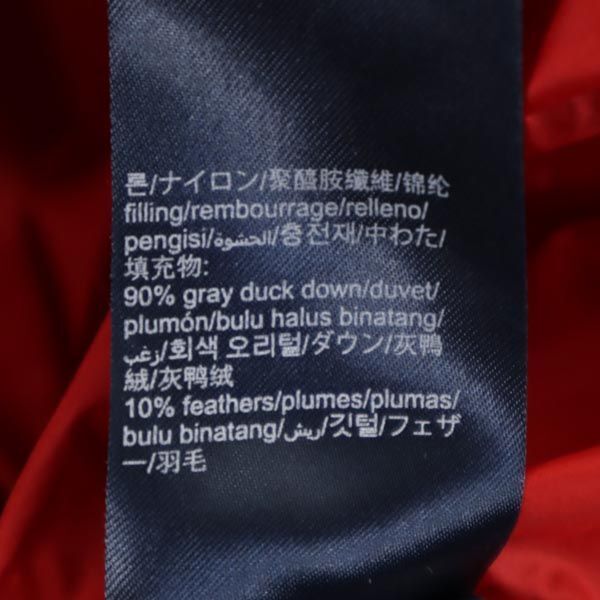 론/ナイロン/聚醯胺纖維/锦纶
filling/rembourrage/relleno/
pengisi/الحشوة/충전재/中わた/
填充物:
90% gray duck down/duvet/
plumón/bulu halus binatang/
زغب/회색 오리털/ダウン/灰鴨
絨/灰鸭绒
10% feathers/plumes/plumas/
bulu binatang/ريش/깃털/フェザ
ー/羽毛